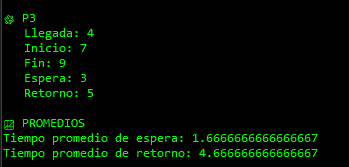 P3
Llegada: 4
Inicio: 7
Fin: 9
Espera: 3
Retorno: 5
PROMEDIOS
Tiempo promedio de espera: 1.6666666666666667
Tiempo promedio de retorno: 4.666666666666667